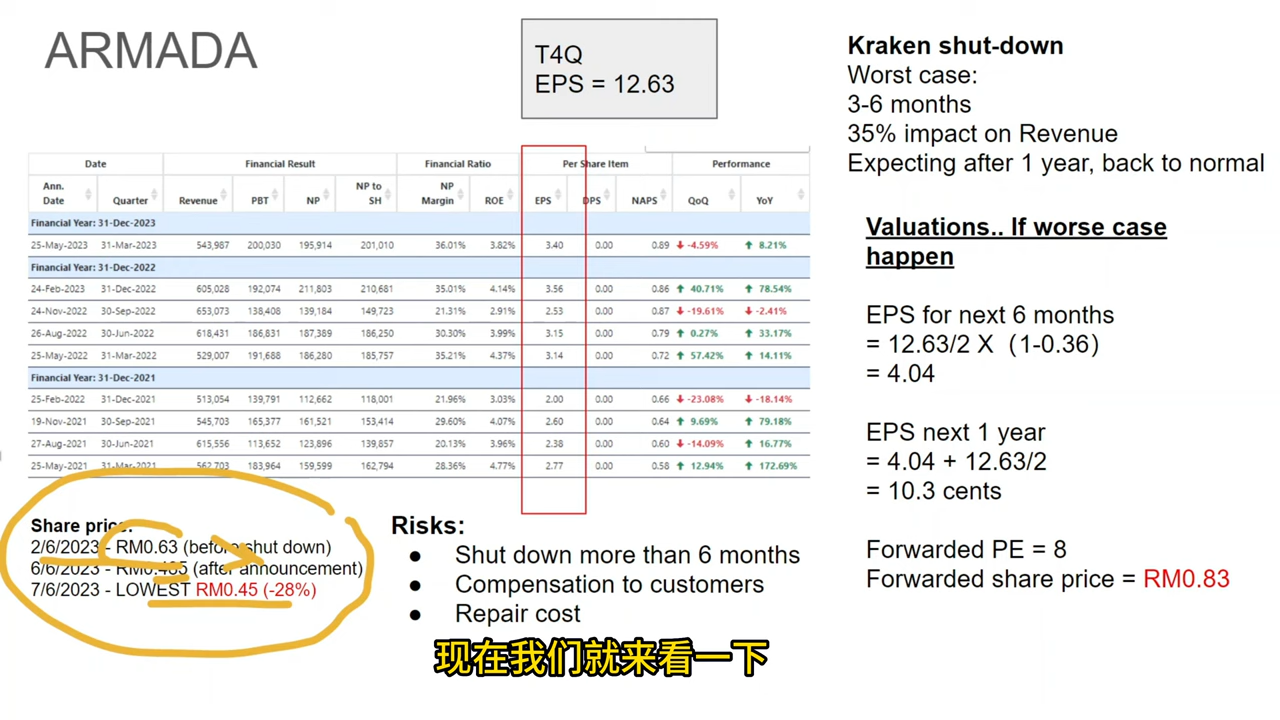 ARMADA
T4Q
EPS = 12.63
Kraken shut-down
Worst case:
3-6 months
35% impact on Revenue
Expecting after 1 year, back to normal
Date Financial Result Financial Ratio Per Share Item Performance
Ann. Date Quarter Revenue PBT NP NP to SH NP Margin ROE EPS DPS NAPS QoQ YoY
Financial Year: 31-Dec-2023
25-May-2023 31-Mar-2023 543,987 200,030 195,914 201,010 36.01% 3.82% 3.40 0.00 0.89 -4.59% 8.21%
Financial Year: 31-Dec-2022
24-Feb-2023 31-Dec-2022 605,028 192,074 211,803 210,681 35.01% 4.14% 3.56 0.00 0.86 40.71% 78.54%
24-Nov-2022 30-Sep-2022 653,073 138,408 139,184 149,723 21.31% 2.91% 2.53 0.00 0.87 -19.61% -2.41%
26-Aug-2022 30-Jun-2022 618,431 186,831 187,389 186,250 30.30% 3.99% 3.15 0.00 0.79 0.27% 33.17%
25-May-2022 31-Mar-2022 529,007 191,688 186,280 185,757 35.21% 4.37% 3.14 0.00 0.72 57.42% 14.11%
Financial Year: 31-Dec-2021
25-Feb-2022 31-Dec-2021 513,054 139,791 112,662 118,001 21.96% 3.03% 2.00 0.00 0.66 -23.08% -18.14%
19-Nov-2021 30-Sep-2021 545,703 165,377 161,521 153,414 29.60% 4.07% 2.60 0.00 0.64 9.69% 79.18%
27-Aug-2021 30-Jun-2021 615,556 113,652 123,896 139,857 20.13% 3.96% 2.38 0.00 0.60 -14.09% 16.77%
25-May-2021 31-Mar-2021 562,703 183,964 159,599 162,794 28.36% 4.77% 2.77 0.00 0.58 12.94% 172.69%
Valuations.. If worse case
happen
EPS for next 6 months
= 12.63/2 X （1-0.36）
= 4.04
EPS next 1 year
= 4.04 + 12.63/2
= 10.3 cents
Forwarded PE = 8
Forwarded share price = RM0.83
Share price:
2/6/2023 - RM0.63 (before shut down)
6/6/2023 - (after announcement)
7/6/2023 - LOWEST RM0.45 (-28%)
Risks:
● Shut down more than 6 months
● Compensation to customers
● Repair cost
现在我们就来看一下